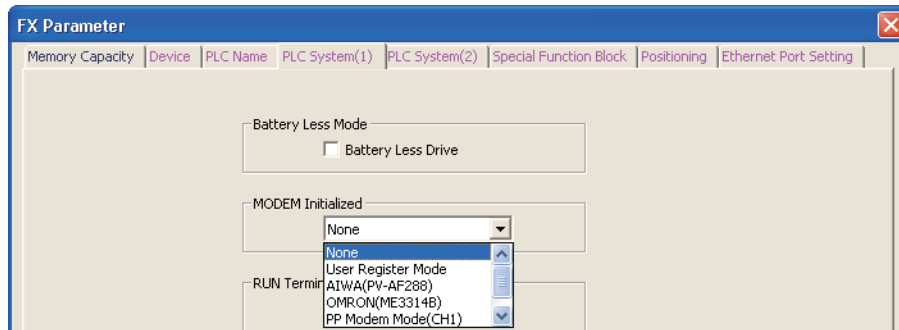 FX Parameter
Memory Capacity Device PLC Name PLC System(1) PLC System(2) Special Function Block Positioning Ethernet Port Setting
Battery Less Mode
Battery Less Drive
MODEM Initialized
None
None
User Register Mode
AIWA(PV-AF288)
RUN Termin
OMRON(ME3314B)
PP Modem Mode(CH1)